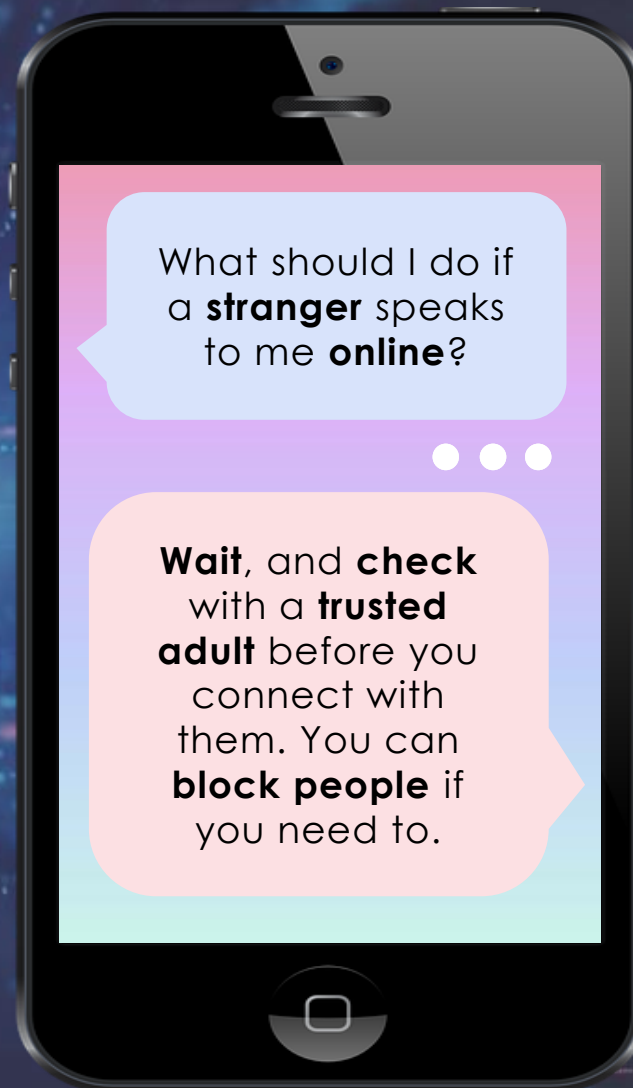 What should I do if
a stranger speaks
to me online?
Wait, and check
with a trusted
adult before you
connect with
them. You can
block people if
you need to.